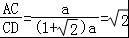 AC/CD = a/((1+√2)a) = √2